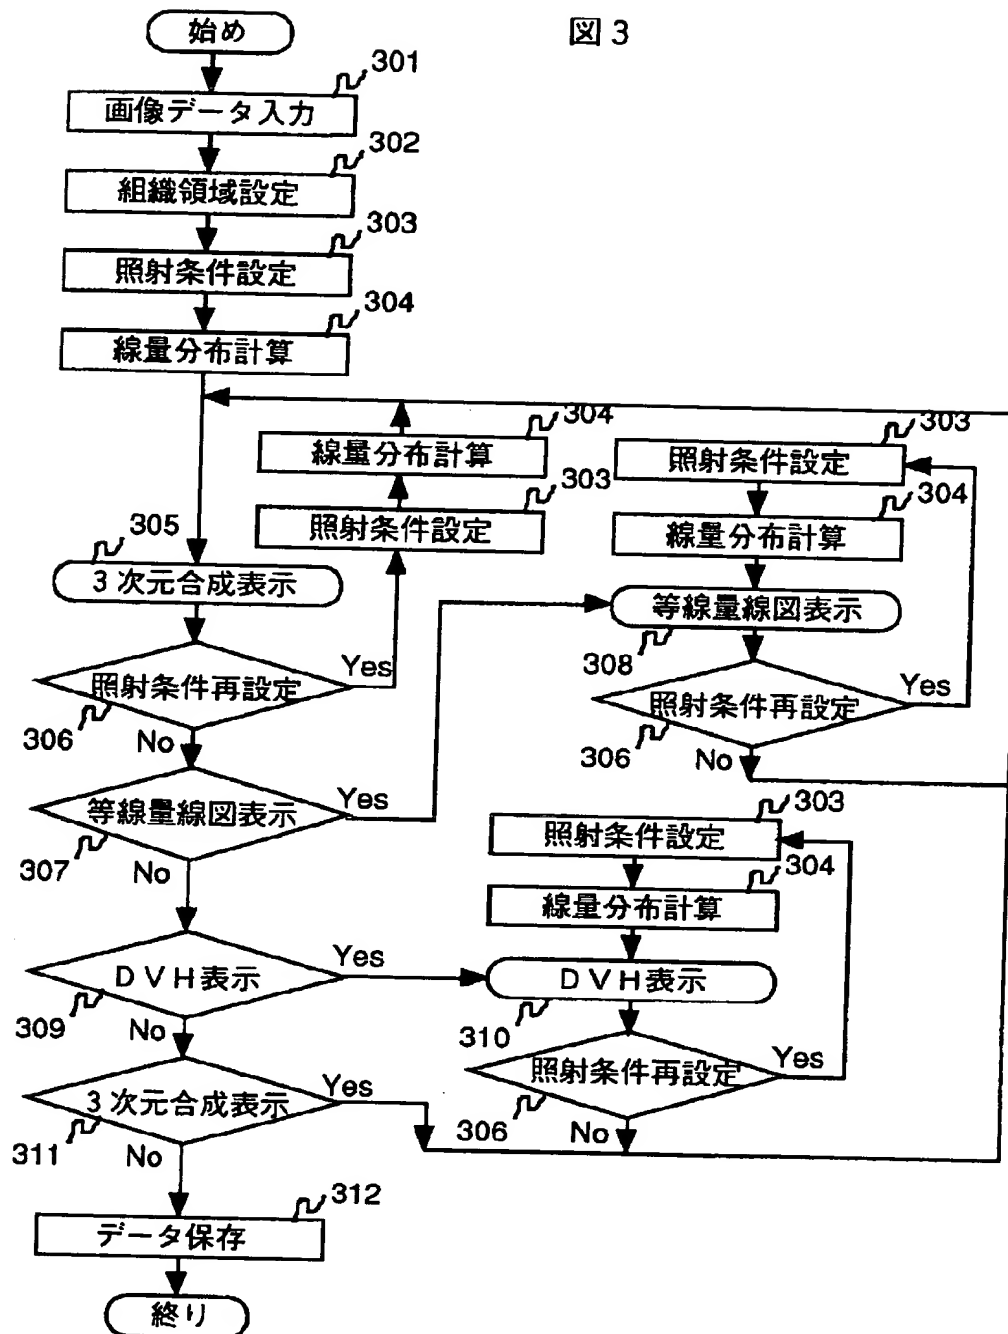 図3
始め
301
画像データ入力
302
組織領域設定
303
照射条件設定
304
線量分布計算
304
線量分布計算
303
照射条件設定
305
3次元合成表示
照射条件再設定
Yes
306
No
等線量線図表示
Yes
307
No
DVH表示
Yes
309
No
3次元合成表示
Yes
311
No
312
データ保存
終り
303
照射条件設定
304
線量分布計算
等線量線図表示
308
照射条件再設定
Yes
306
No
303
照射条件設定
304
線量分布計算
DVH表示
310
照射条件再設定
Yes
306
No